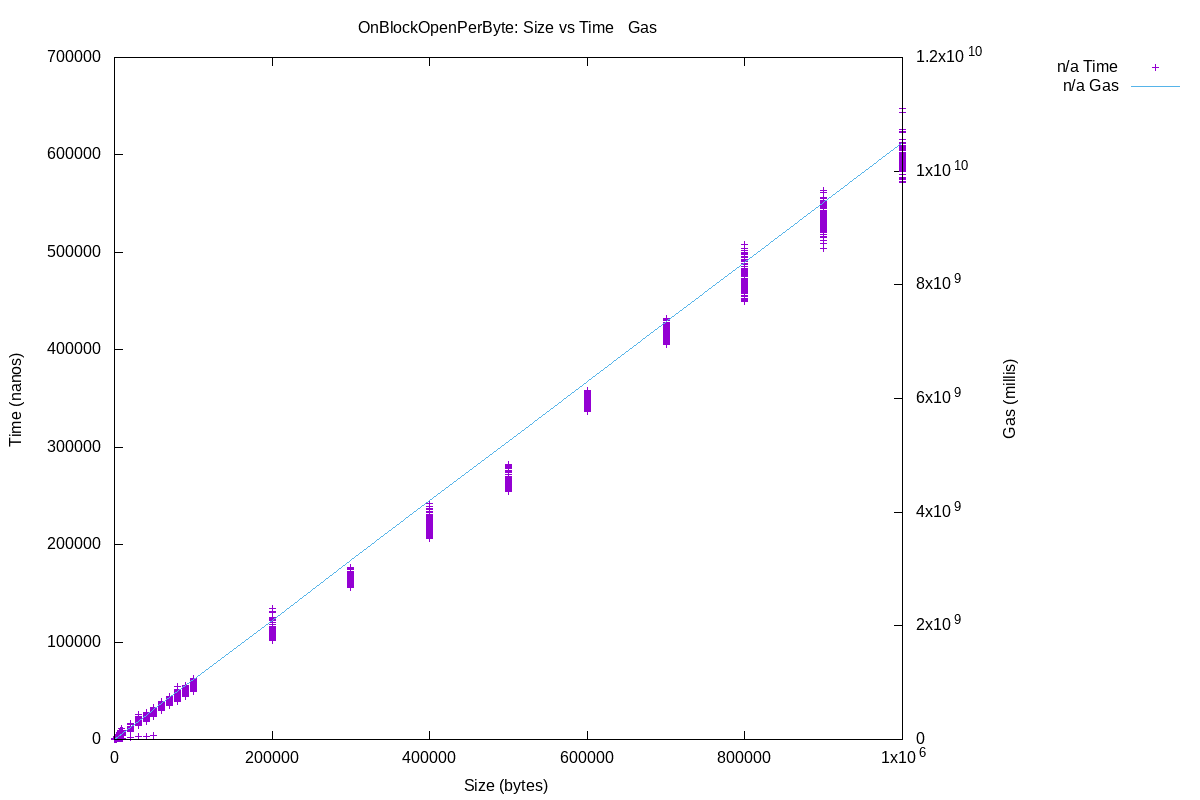 OnBlockOpenPerByte: Size vs Time   Gas
n/a Time
n/a Gas
700000
600000
500000
400000
300000
200000
100000
0
Time (nanos)
1.2x10 10
1x10 10
8x10 9
6x10 9
4x10 9
2x10 9
0
Gas (millis)
0 200000 400000 600000 800000 1x10 6
Size (bytes)